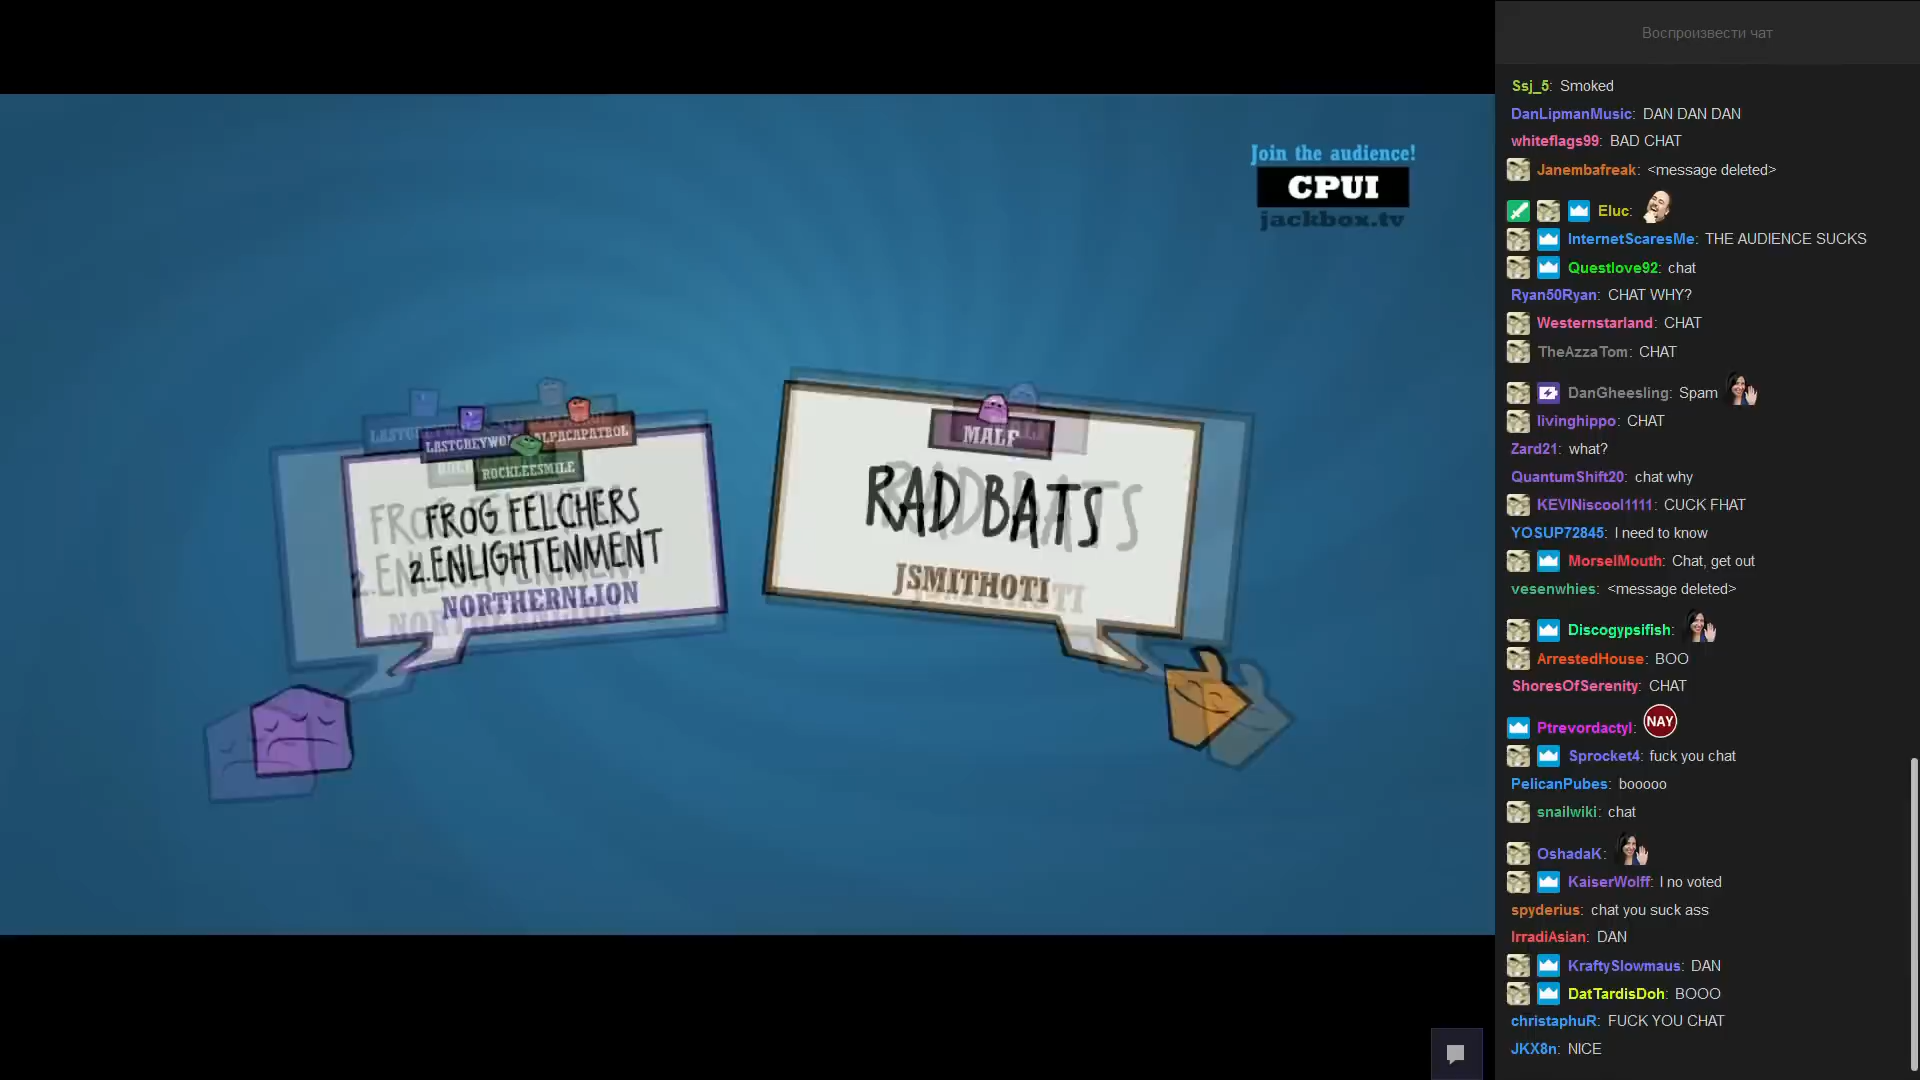 Join the audience!
CPUI
jackbox.tv
LASTGREYWOL
ALPACAPATROL
ROCKLEESMILE
FROG FELCHERS
2.ENLIGHTENMENT
NORTHERNLION
MALF
RAD BATS
JSMITHOTI
Воспроизвести чат
Ssj_5: Smoked
DanLipmanMusic: DAN DAN DAN
whiteflags99: BAD CHAT
Janembafreak: <message deleted>
Eluc:
InternetScaresMe: THE AUDIENCE SUCKS
Questlove92: chat
Ryan50Ryan: CHAT WHY?
Westernstarland: CHAT
TheAzzaTom: CHAT
DanGheesling: Spam
livinghippo: CHAT
Zard21: what?
QuantumShift20: chat why
KEVINiscool1111: CUCK FHAT
YOSUP72845: I need to know
MorselMouth: Chat, get out
vesenwhies: <message deleted>
Discogypsifish:
ArrestedHouse: BOO
ShoresOfSerenity: CHAT
Ptrevordactyl: NAY
Sprocket4: fuck you chat
PelicanPubes: booooo
snailwiki: chat
OshadaK:
KaiserWolff: I no voted
spyderius: chat you suck ass
IrradiAsian: DAN
KraftySlowmaus: DAN
DatTardisDoh: BOOO
christaphuR: FUCK YOU CHAT
JKX8n: NICE